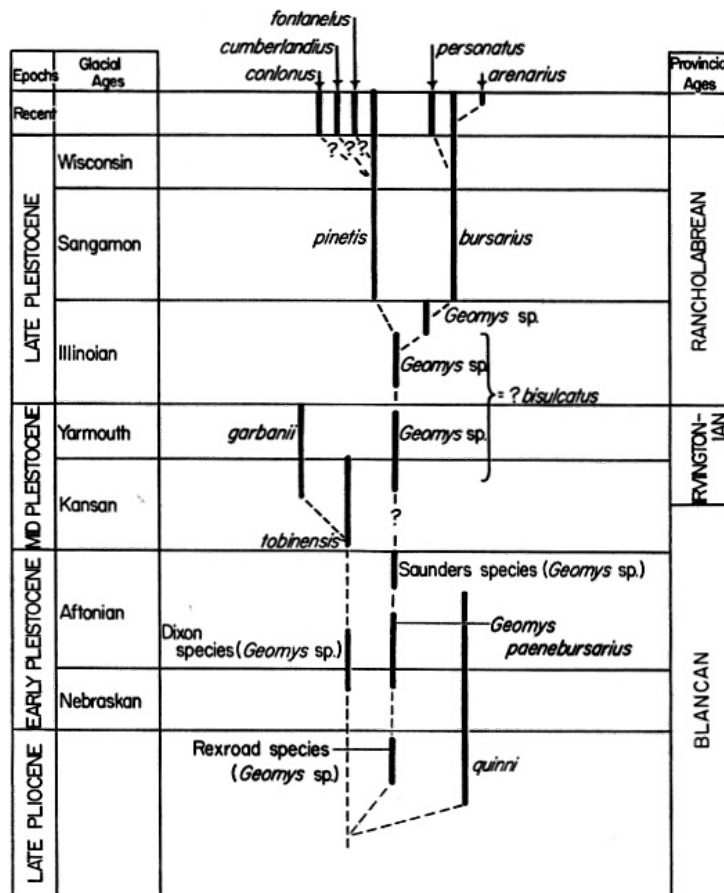 fontanelus
cumberlandius
personatus
conlonus
arenarius
Epochs
Glacial
Ages
Provincial
Ages
Recent
LATE PLEISTOCENE
Wisconsin
? ? ?
Sangamon
pinetis
bursarius
RANCHOLABREAN
Geomys sp.
Illinoian
Geomys sp.
= ? bisulcatus
MID PLEISTOCENE
Yarmouth
garbanii
Geomys sp.
IRVINGTON-
IAN
Kansan
?
tobinensis
EARLY PLEISTOCENE
Saunders species (Geomys sp.)
Aftonian
Dixon
species (Geomys sp.)
Geomys
paenebursarius
BLANCAN
Nebraskan
LATE PLIOCENE
Rexroad species
(Geomys sp.)
quinni